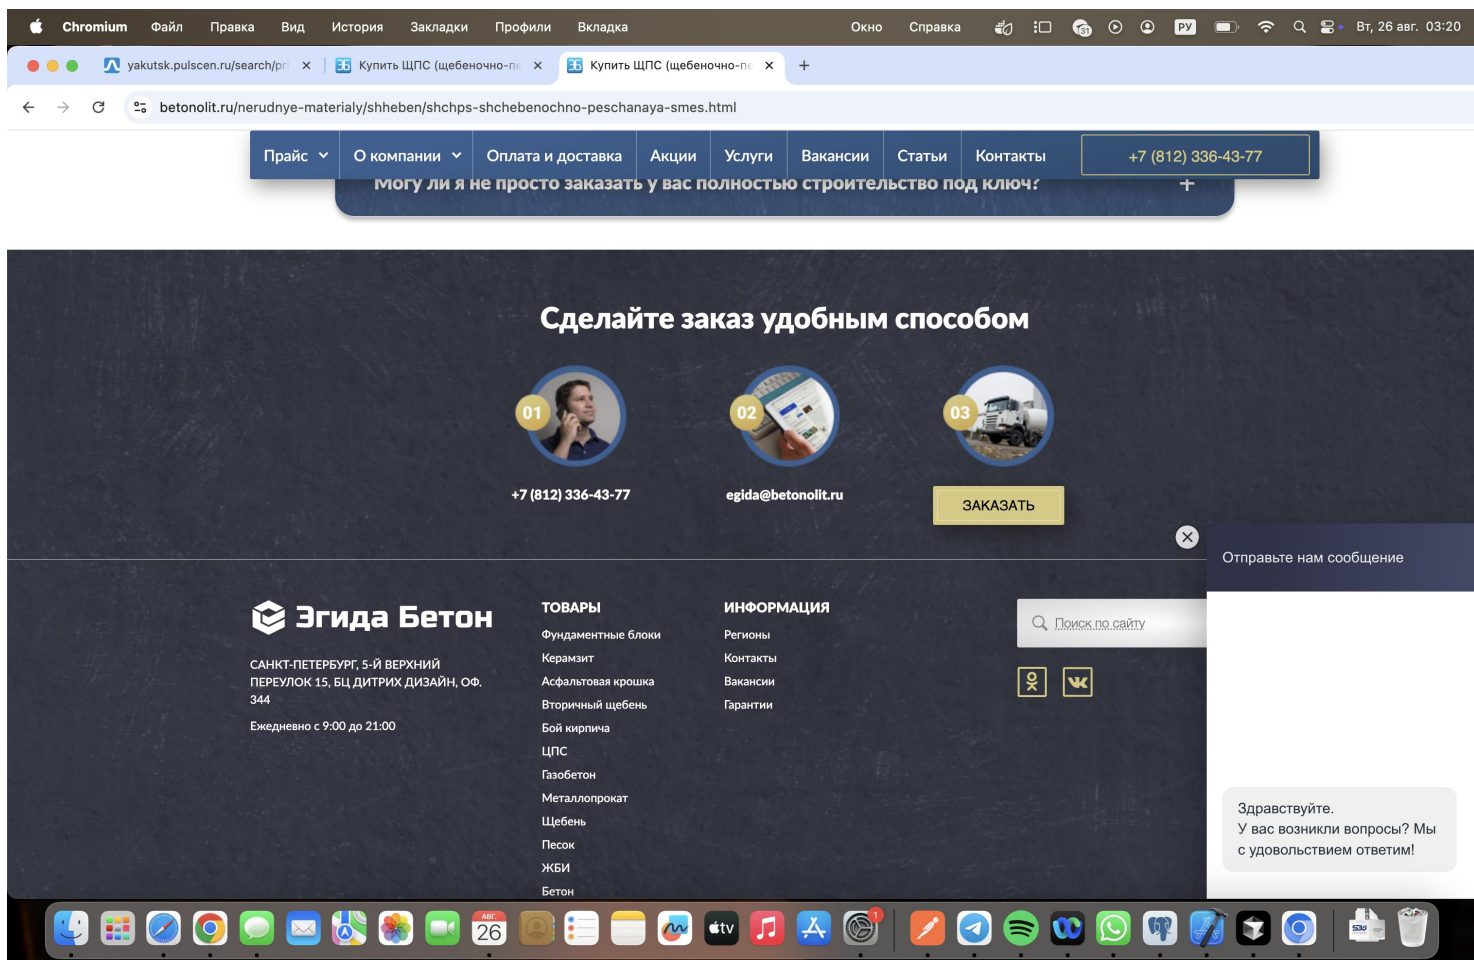 Chromium Файл Правка Вид История Закладки Профили Вкладка Окно Справка 31 РУ Вт, 26 авг. 03:20
yakutsk.pulscen.ru/search/pri Купить ЩПС (щебеночно-пе Купить ЩПС (щебеночно-пе
betonolit.ru/nerudnye-materialy/shheben/shchps-shchebenochno-peschanaya-smes.html
Прайс О компании Оплата и доставка Акции Услуги Вакансии Статьи Контакты +7 (812) 336-43-77
Могу ли я не просто заказать у вас полностью строительство под ключ? +
Сделайте заказ удобным способом
01 02 03
+7 (812) 336-43-77 egida@betonolit.ru ЗАКАЗАТЬ
Отправьте нам сообщение
Эгида Бетон
САНКТ-ПЕТЕРБУРГ, 5-Й ВЕРХНИЙ
ПЕРЕУЛОК 15, БЦ ДИТРИХ ДИЗАЙН, ОФ.
344
Ежедневно с 9:00 до 21:00
ТОВАРЫ
Фундаментные блоки
Керамзит
Асфальтовая крошка
Вторичный щебень
Бой кирпича
ЦПС
Газобетон
Металлопрокат
Щебень
Песок
ЖБИ
Бетон
ИНФОРМАЦИЯ
Регионы
Контакты
Вакансии
Гарантии
Поиск по сайту
Здравствуйте.
У вас возникли вопросы? Мы
с удовольствием ответим!
АВГ.
26
tv
1